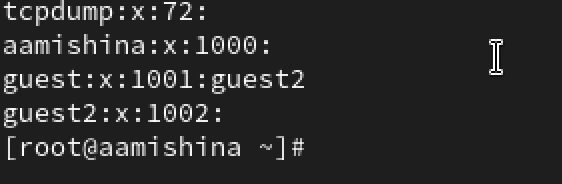 tcpdump:x:72:
aamishina:x:1000:
guest:x:1001:guest2
guest2:x:1002:
[root@aamishina ~]#